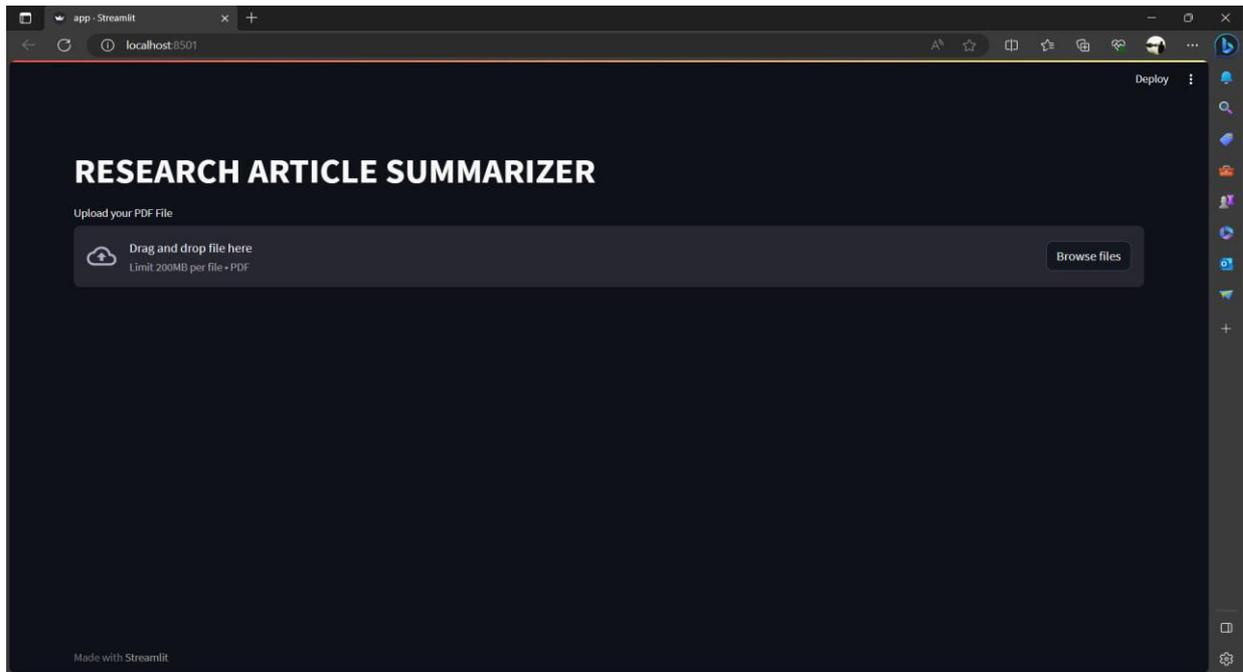 app · Streamlit
localhost:8501
Deploy
RESEARCH ARTICLE SUMMARIZER
Upload your PDF File
Drag and drop file here
Limit 200MB per file • PDF
Browse files
Made with Streamlit